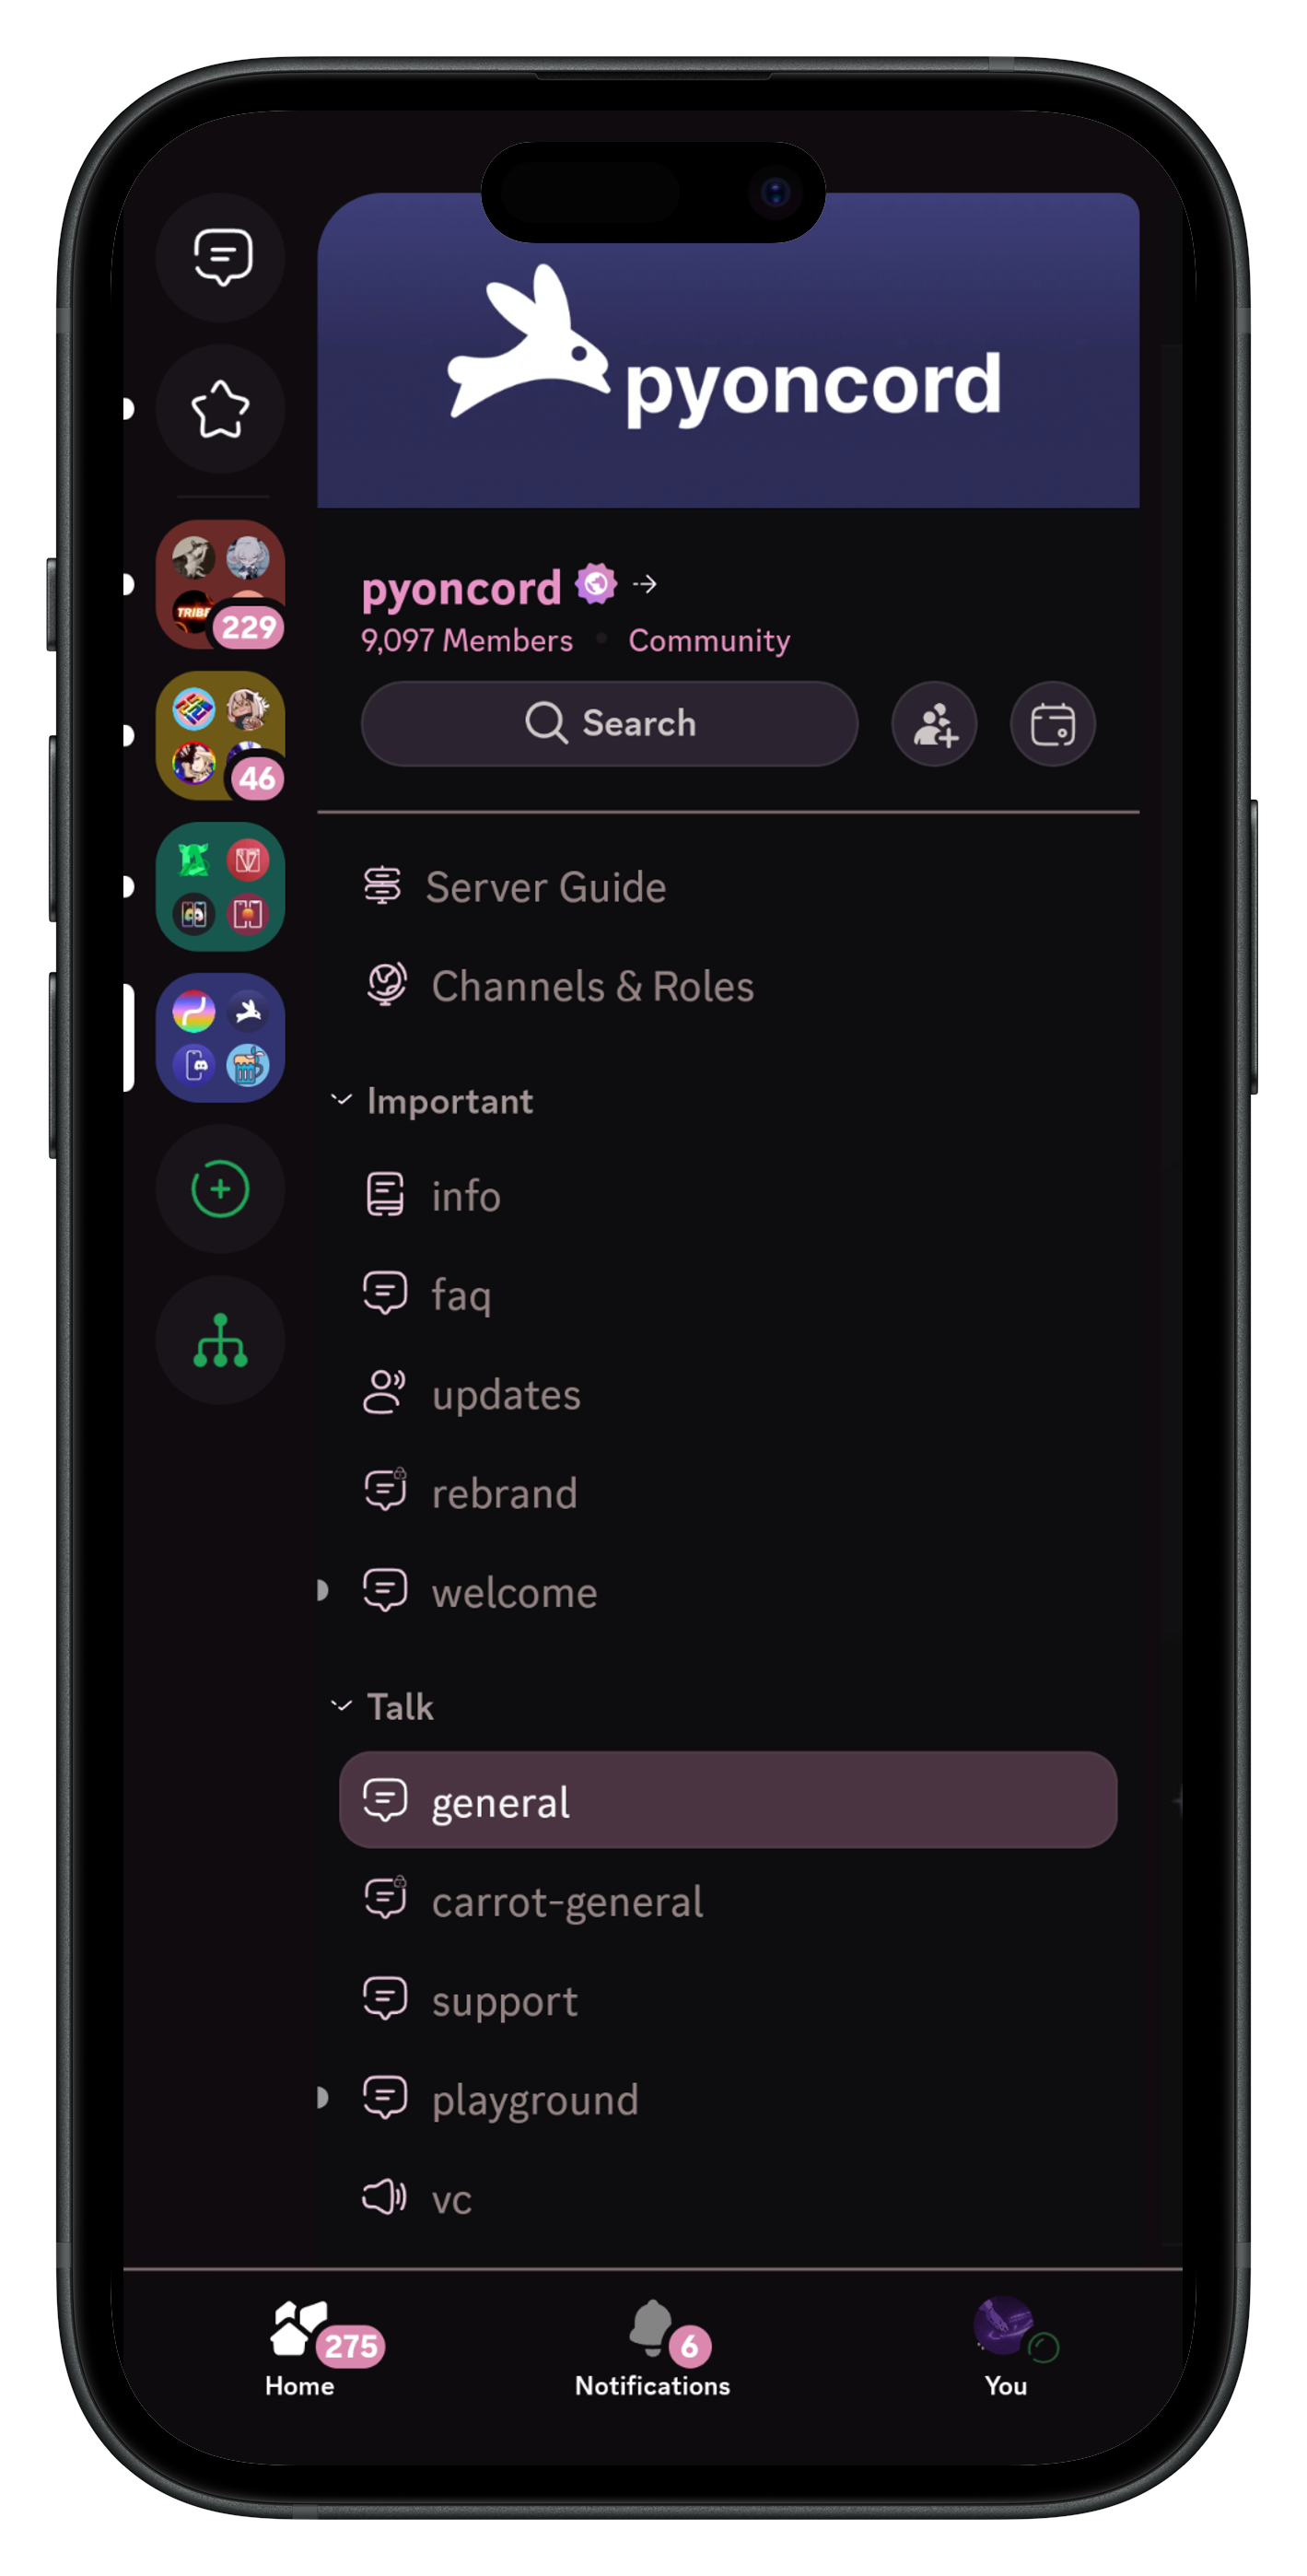 pyoncord
pyoncord
9,097 Members • Community
Search
TRIBE
229
46
Server Guide
Channels & Roles
Important
info
faq
updates
rebrand
welcome
Talk
general
carrot-general
support
playground
vc
275
6
Home
Notifications
You